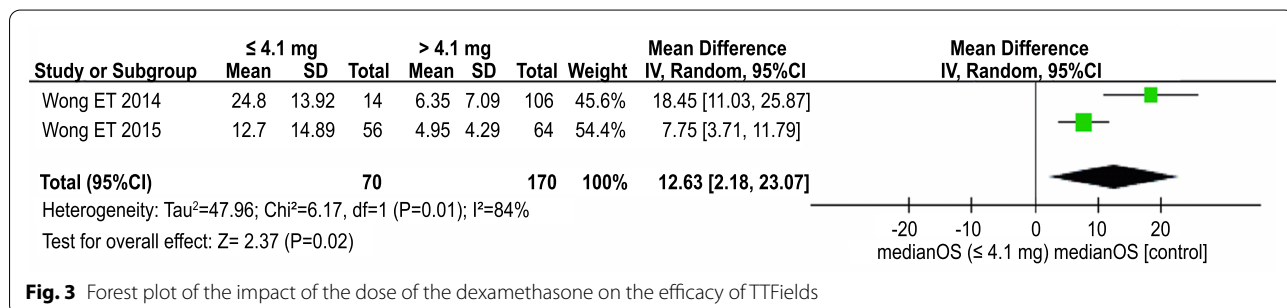 ≤ 4.1 mg > 4.1 mg Mean Difference Mean Difference
Study or Subgroup Mean SD Total Mean SD Total Weight IV, Random, 95%CI IV, Random, 95%CI
Wong ET 2014 24.8 13.92 14 6.35 7.09 106 45.6% 18.45 [11.03, 25.87]
Wong ET 2015 12.7 14.89 56 4.95 4.29 64 54.4% 7.75 [3.71, 11.79]
Total (95%CI) 70 170 100% 12.63 [2.18, 23.07]
Heterogeneity: Tau²=47.96; Chi²=6.17, df=1 (P=0.01); I²=84%
Test for overall effect: Z= 2.37 (P=0.02)
-20 -10 0 10 20
medianOS (≤ 4.1 mg) medianOS [control]
Fig. 3 Forest plot of the impact of the dose of the dexamethasone on the efficacy of TTFields